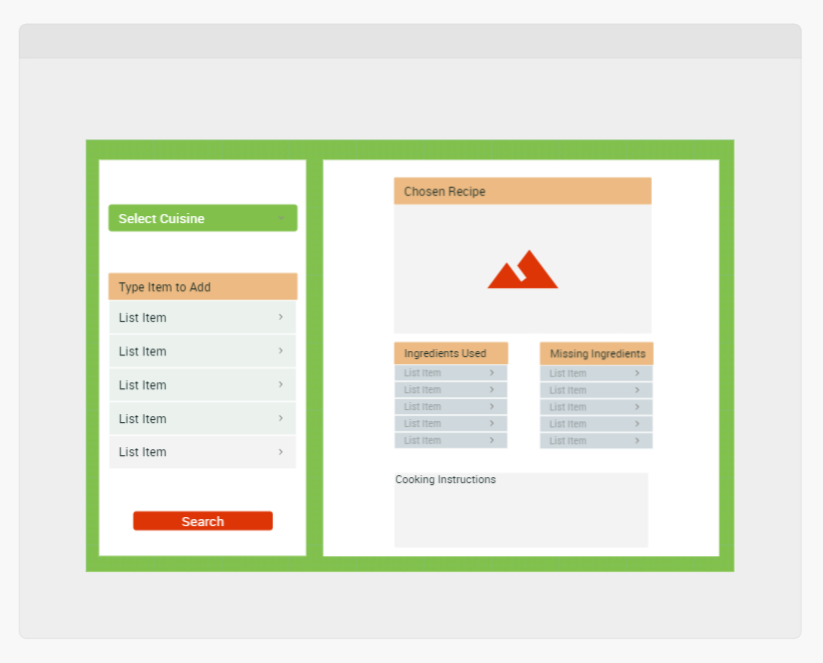 Select Cuisine
Type Item to Add
List Item
List Item
List Item
List Item
List Item
Search
Chosen Recipe
Ingredients Used
List Item
List Item
List Item
List Item
List Item
Missing Ingredients
List Item
List Item
List Item
List Item
List Item
Cooking Instructions